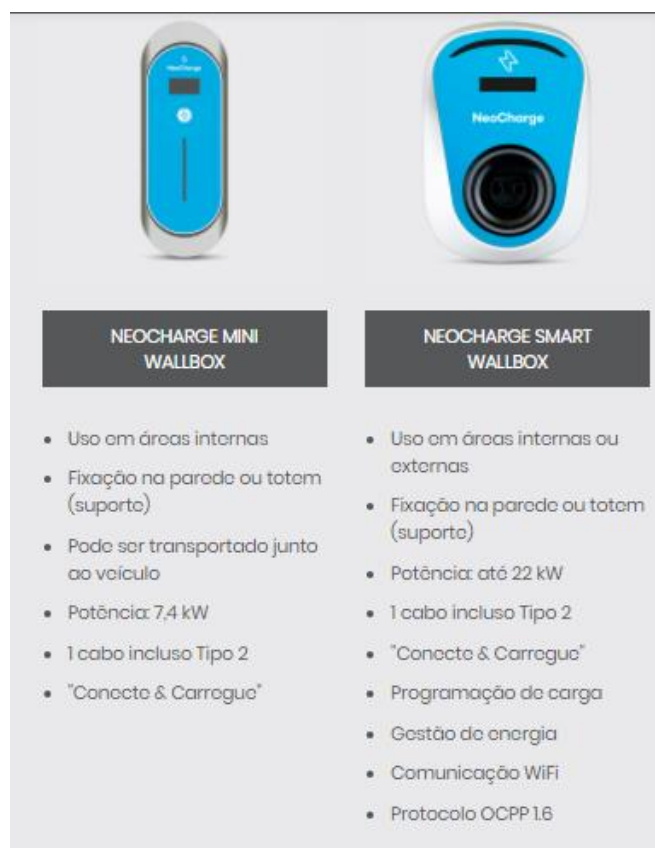 NeoCharge
NeoCharge
NEOCHARGE MINI
WALLBOX
• Uso em áreas internas
• Fixação na parede ou totem
(suporte)
• Pode ser transportado junto
ao veículo
• Potência: 7,4 kW
• 1 cabo incluso Tipo 2
• "Conecte & Carregue"
NEOCHARGE SMART
WALLBOX
• Uso em áreas internas ou
externas
• Fixação na parede ou totem
(suporte)
• Potência: até 22 kW
• 1 cabo incluso Tipo 2
• "Conecte & Carregue"
• Programação de carga
• Gestão de energia
• Comunicação WiFi
• Protocolo OCPP 1.6